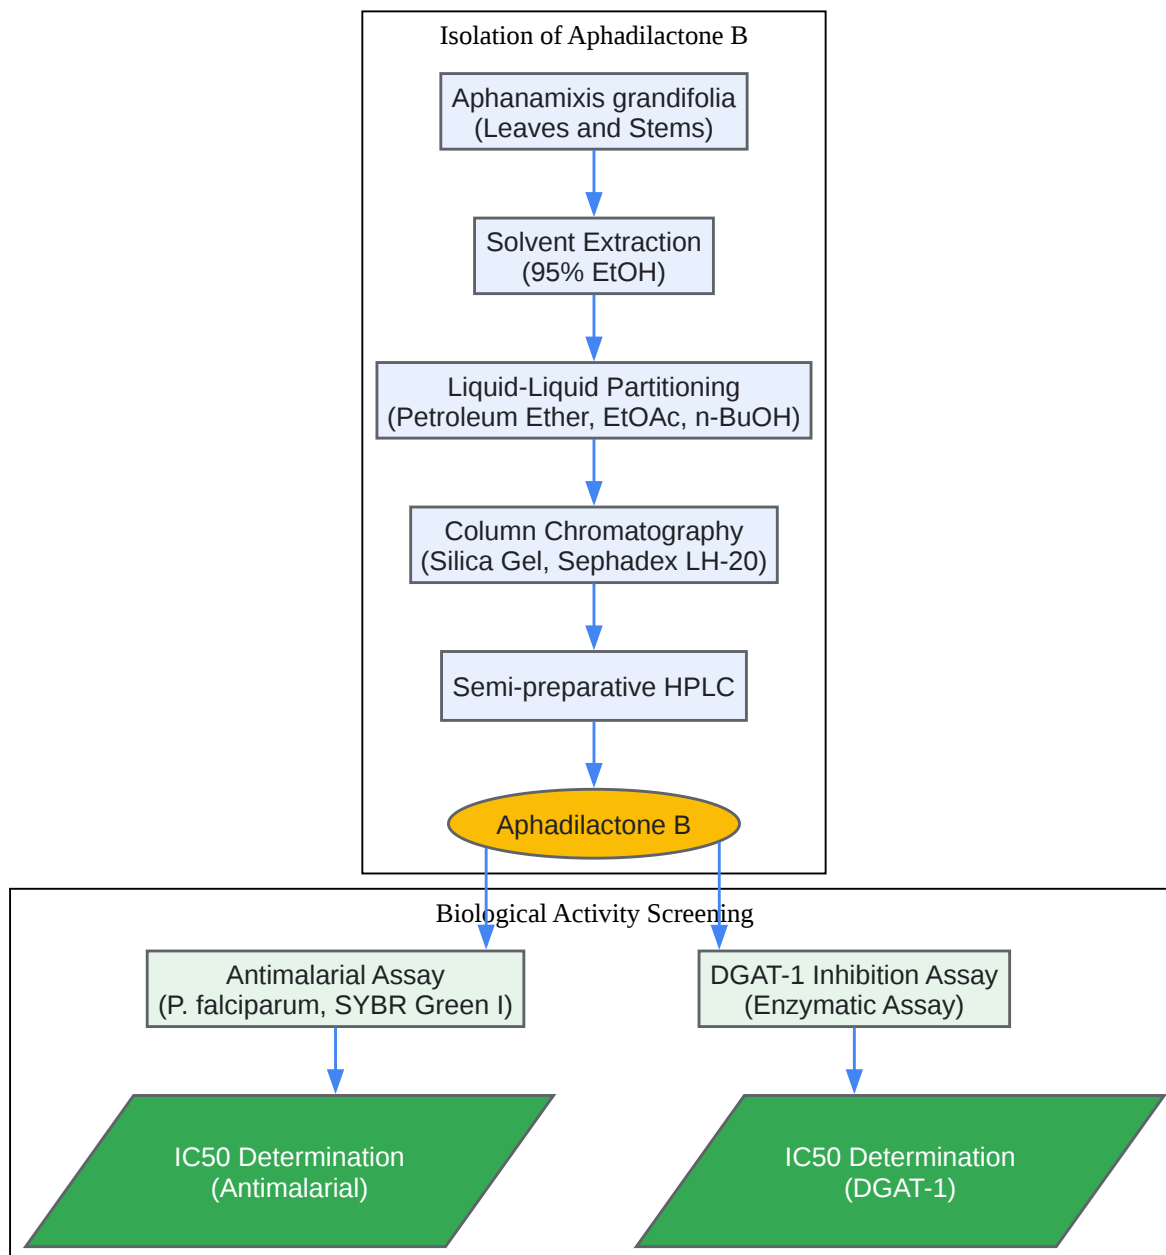 Isolation of Aphadilactone B
Aphanamixis grandifolia
(Leaves and Stems)
Solvent Extraction
(95% EtOH)
Liquid-Liquid Partitioning
(Petroleum Ether, EtOAc, n-BuOH)
Column Chromatography
(Silica Gel, Sephadex LH-20)
Semi-preparative HPLC
Aphadilactone B
Biological Activity Screening
Antimalarial Assay
(P. falciparum, SYBR Green I)
DGAT-1 Inhibition Assay
(Enzymatic Assay)
IC50 Determination
(Antimalarial)
IC50 Determination
(DGAT-1)